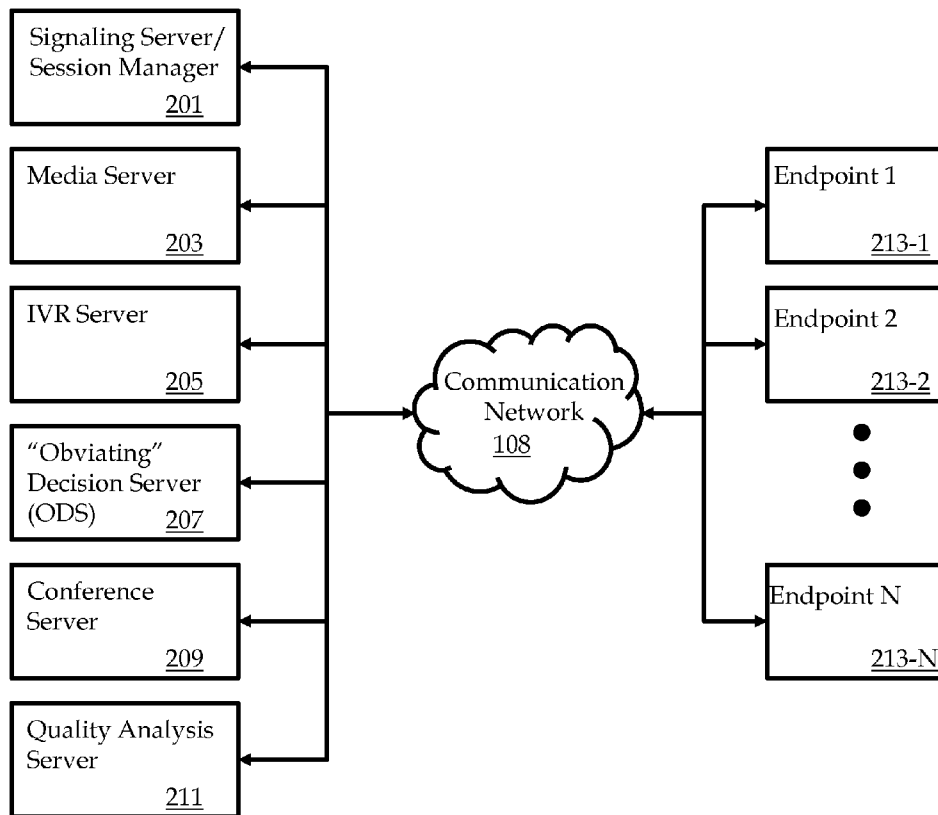 Signaling Server/
Session Manager
201
Media Server
203
IVR Server
205
“Obviating”
Decision Server
(ODS)
207
Conference
Server
209
Quality Analysis
Server
211
Communication
Network
108
Endpoint 1
213-1
Endpoint 2
213-2
Endpoint N
213-N